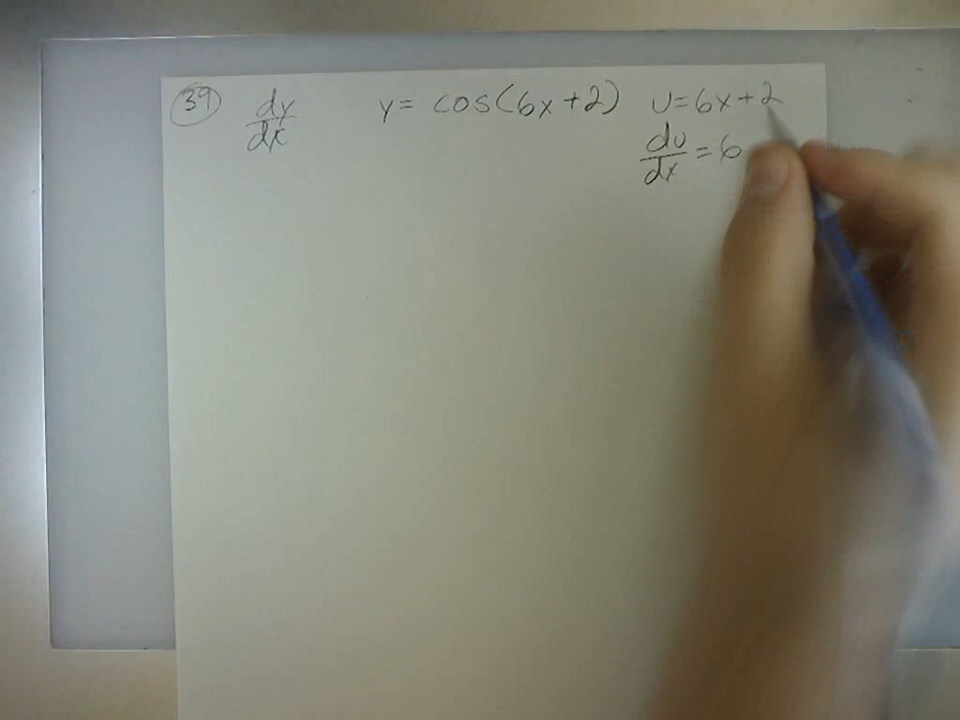 39 dy/dx y = cos(6x+2) u=6x+2
du/dx = 6